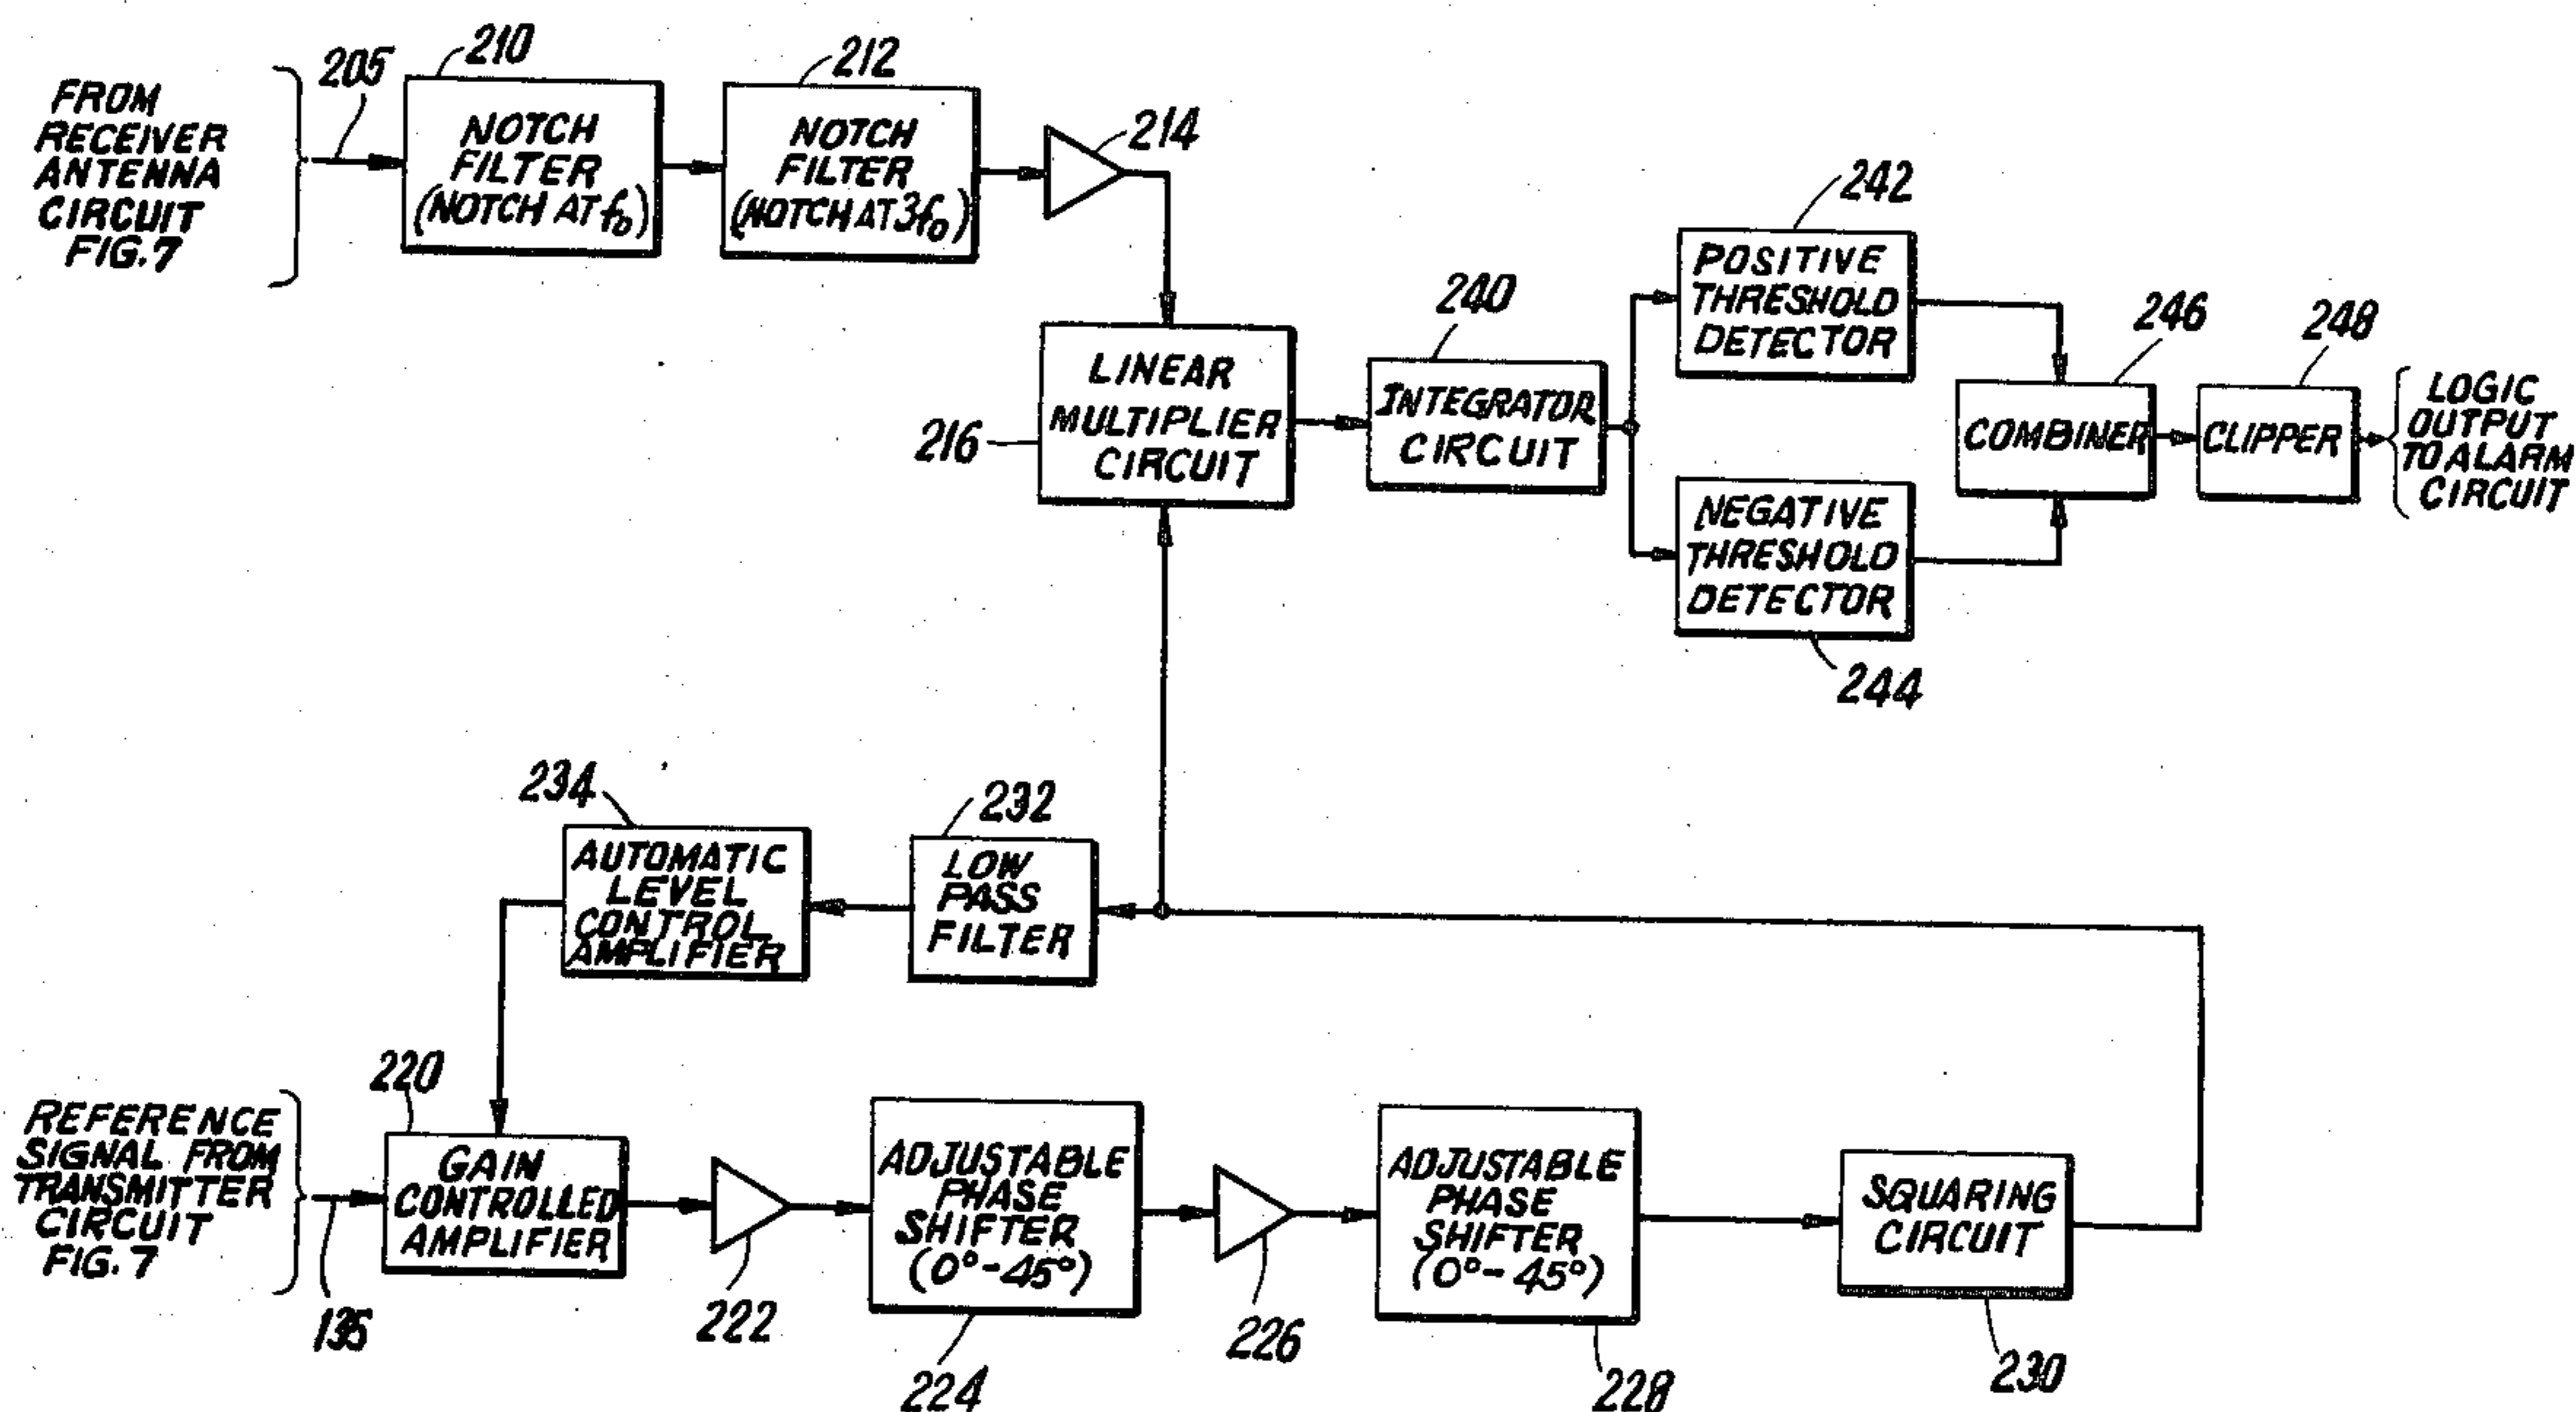 FROM
RECEIVER
ANTENNA
CIRCUIT
FIG.7
205
210
NOTCH
FILTER
(NOTCH AT f₀)
212
NOTCH
FILTER
(NOTCH AT 3f₀)
214
LINEAR
MULTIPLIER
CIRCUIT
216
240
INTEGRATOR
CIRCUIT
242
POSITIVE
THRESHOLD
DETECTOR
NEGATIVE
THRESHOLD
DETECTOR
244
246
COMBINER
248
CLIPPER
LOGIC
OUTPUT
TO ALARM
CIRCUIT
234
AUTOMATIC
LEVEL
CONTROL
AMPLIFIER
232
LOW
PASS
FILTER
REFERENCE
SIGNAL FROM
TRANSMITTER
CIRCUIT
FIG.7
135
220
GAIN
CONTROLLED
AMPLIFIER
222
ADJUSTABLE
PHASE
SHIFTER
(0°-45°)
224
226
ADJUSTABLE
PHASE
SHIFTER
(0°-45°)
228
SQUARING
CIRCUIT
230